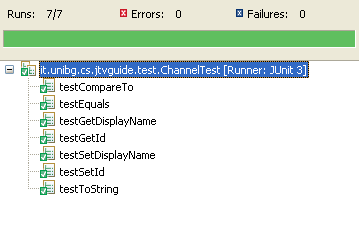 Runs: 7/7 Errors: 0 Failures: 0
it.unibg.cs.jtvguide.test.ChannelTest [Runner: JUnit 3]
testCompareTo
testEquals
testGetDisplayName
testGetId
testSetDisplayName
testSetId
testToString